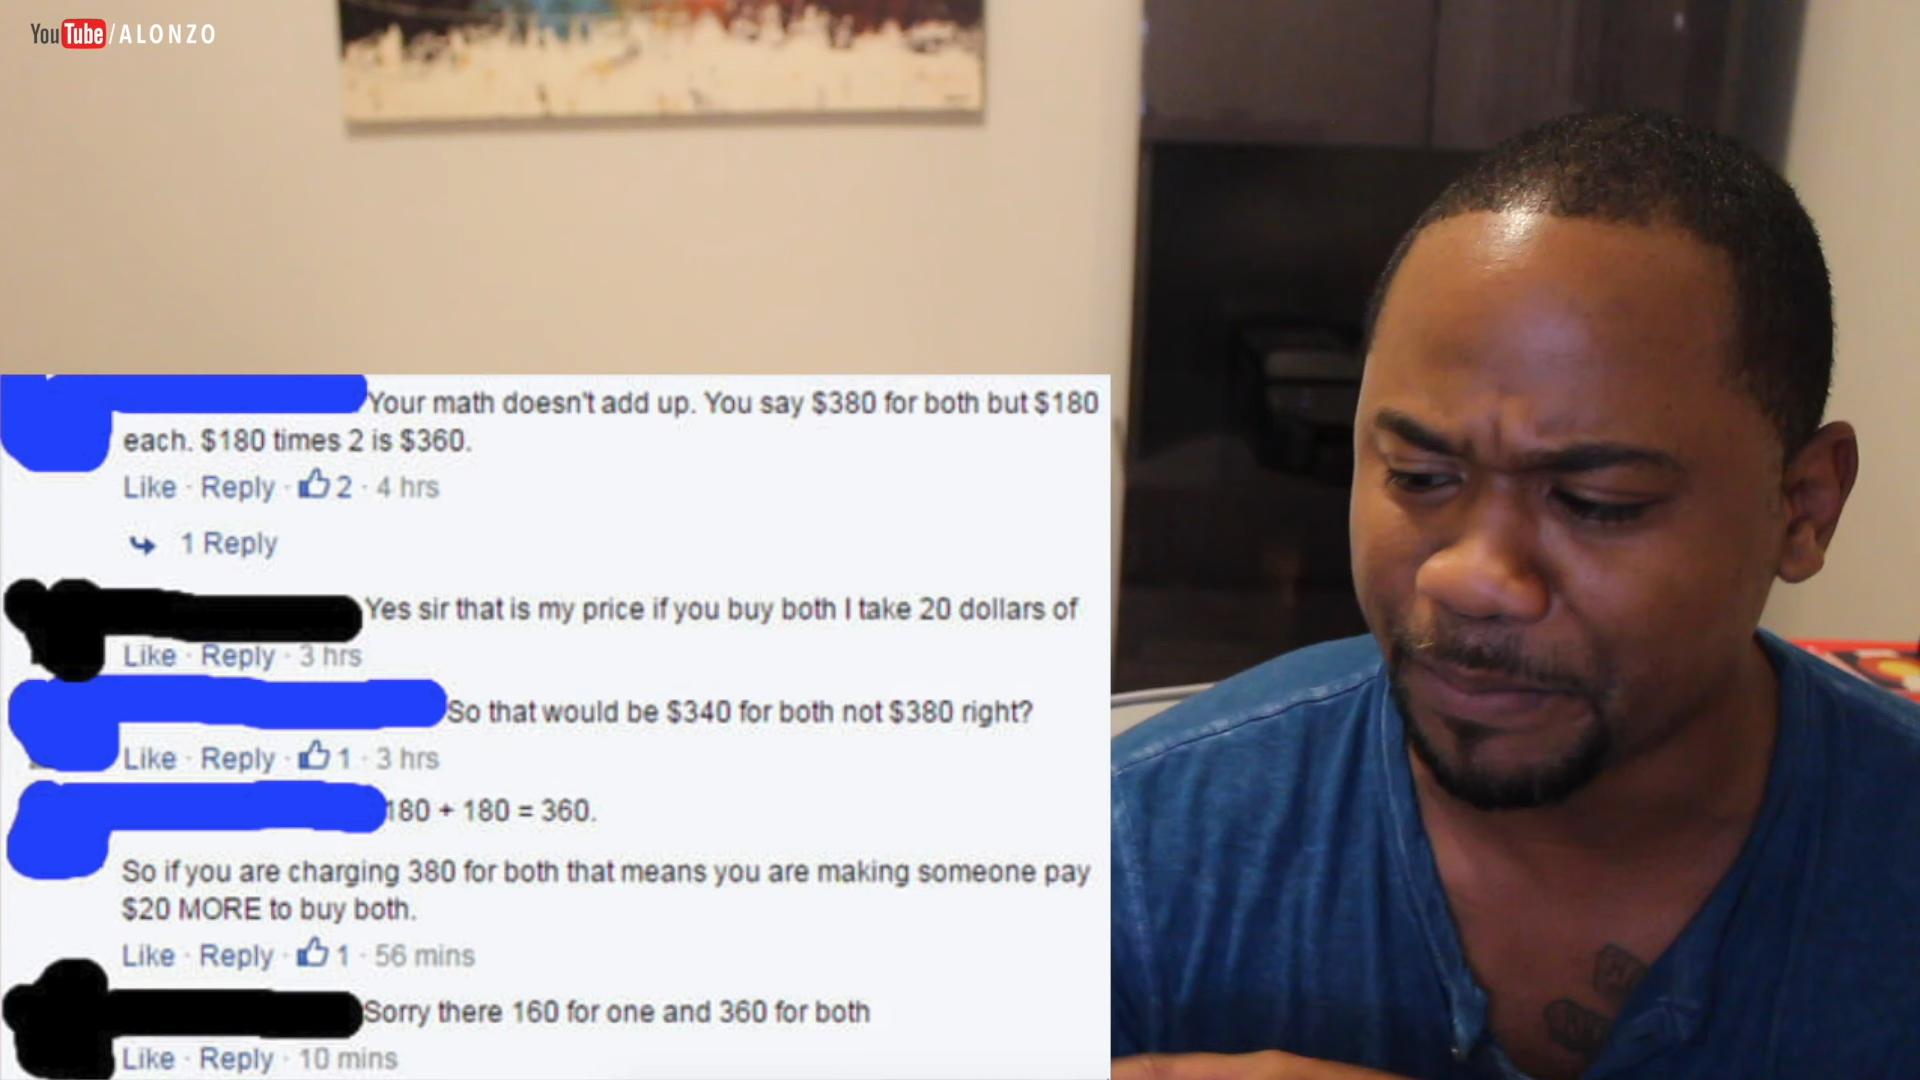 YouTube/ALONZO
Your math doesn't add up. You say $380 for both but $180
each. $180 times 2 is $360.
Like · Reply · 2 · 4 hrs
1 Reply
Yes sir that is my price if you buy both I take 20 dollars of
Like · Reply · 3 hrs
So that would be $340 for both not $380 right?
Like · Reply · 1 · 3 hrs
180 + 180 = 360.
So if you are charging 380 for both that means you are making someone pay
$20 MORE to buy both.
Like · Reply · 1 · 56 mins
Sorry there 160 for one and 360 for both
Like · Reply · 10 mins